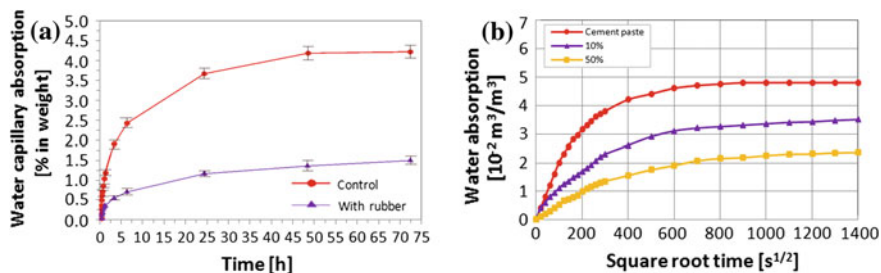 (a)
Water capillary absorption
[% in weight]
5.0
4.5
4.0
3.5
3.0
2.5
2.0
1.5
1.0
0.5
0.0
Control
With rubber
0 5 10 15 20 25 30 35 40 45 50 55 60 65 70 75
Time [h]
(b)
Water absorption
[10-2 m3/m3]
7
6
5
4
3
2
1
0
Cement paste
10%
50%
0 200 400 600 800 1000 1200 1400
Square root time [s1/2]